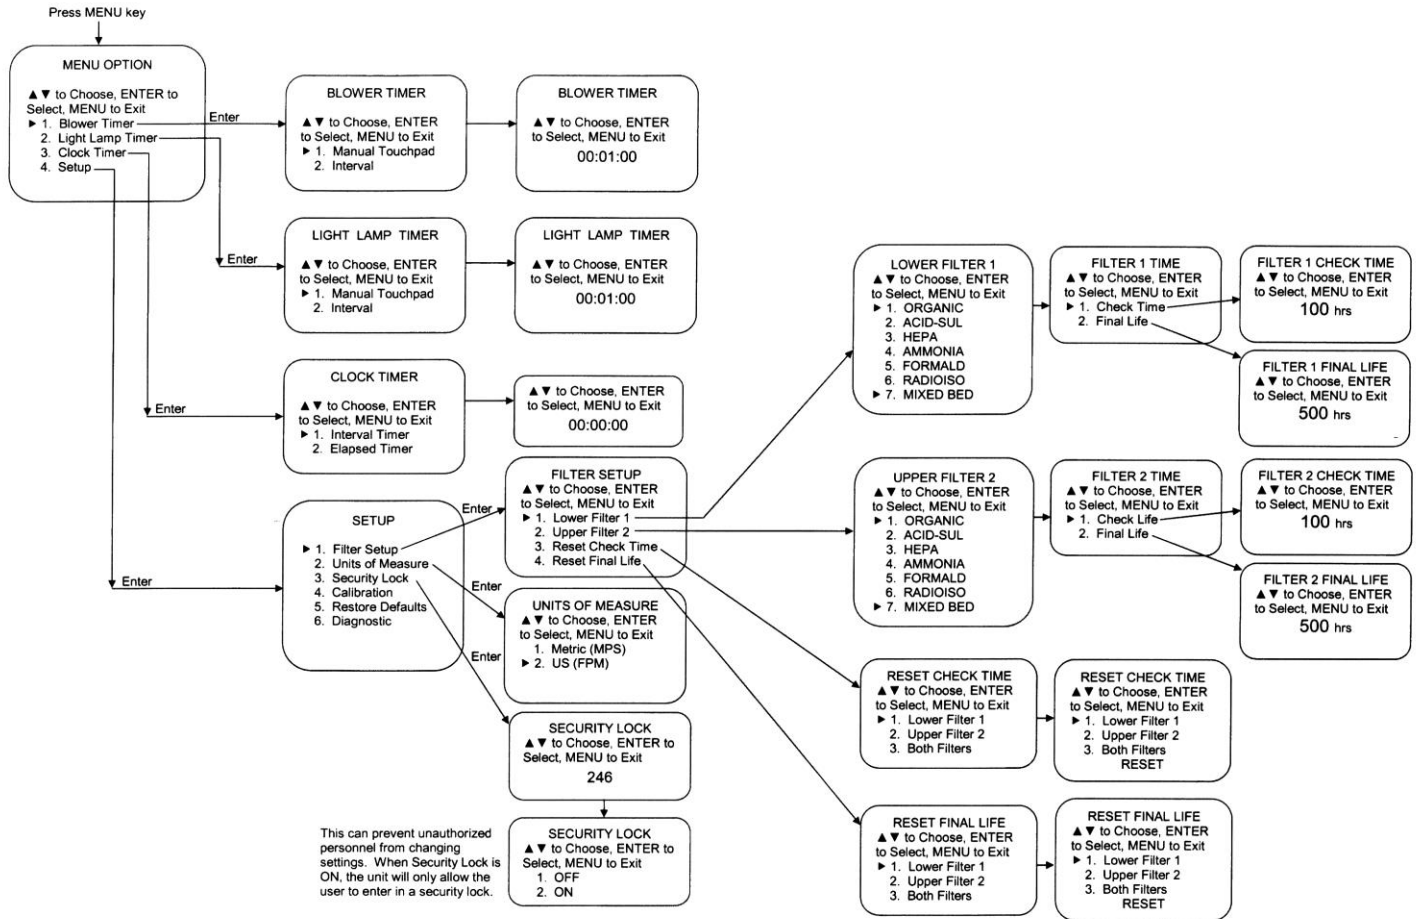 Press MENU key
MENU OPTION
▲▼ to Choose, ENTER to
Select, MENU to Exit
► 1. Blower Timer
2. Light Lamp Timer
3. Clock Timer
4. Setup
Enter
BLOWER TIMER
▲▼ to Choose, ENTER
to Select, MENU to Exit
► 1. Manual Touchpad
2. Interval
BLOWER TIMER
▲▼ to Choose, ENTER
to Select, MENU to Exit
00:01:00
Enter
LIGHT LAMP TIMER
▲▼ to Choose, ENTER
to Select, MENU to Exit
► 1. Manual Touchpad
2. Interval
LIGHT LAMP TIMER
▲▼ to Choose, ENTER
to Select, MENU to Exit
00:01:00
Enter
CLOCK TIMER
▲▼ to Choose, ENTER
to Select, MENU to Exit
► 1. Interval Timer
2. Elapsed Timer
▲▼ to Choose, ENTER
to Select, MENU to Exit
00:00:00
Enter
SETUP
► 1. Filter Setup
2. Units of Measure
3. Security Lock
4. Calibration
5. Restore Defaults
6. Diagnostic
Enter
FILTER SETUP
▲▼ to Choose, ENTER
to Select, MENU to Exit
► 1. Lower Filter 1
2. Upper Filter 2
3. Reset Check Time
4. Reset Final Life
Enter
UNITS OF MEASURE
▲▼ to Choose, ENTER
to Select, MENU to Exit
1. Metric (MPS)
► 2. US (FPM)
Enter
SECURITY LOCK
▲▼ to Choose, ENTER to
Select, MENU to Exit
246
SECURITY LOCK
▲▼ to Choose, ENTER to
Select, MENU to Exit
1. OFF
2. ON
This can prevent unauthorized
personnel from changing
settings. When Security Lock is
ON, the unit will only allow the
user to enter in a security lock.
LOWER FILTER 1
▲▼ to Choose, ENTER
to Select, MENU to Exit
► 1. ORGANIC
2. ACID-SUL
3. HEPA
4. AMMONIA
5. FORMALD
6. RADIOISO
► 7. MIXED BED
FILTER 1 TIME
▲▼ to Choose, ENTER
to Select, MENU to Exit
► 1. Check Time
2. Final Life
FILTER 1 CHECK TIME
▲▼ to Choose, ENTER
to Select, MENU to Exit
100 hrs
FILTER 1 FINAL LIFE
▲▼ to Choose, ENTER
to Select, MENU to Exit
500 hrs
UPPER FILTER 2
▲▼ to Choose, ENTER
to Select, MENU to Exit
► 1. ORGANIC
2. ACID-SUL
3. HEPA
4. AMMONIA
5. FORMALD
6. RADIOISO
► 7. MIXED BED
FILTER 2 TIME
▲▼ to Choose, ENTER
to Select, MENU to Exit
► 1. Check Life
2. Final Life
FILTER 2 CHECK TIME
▲▼ to Choose, ENTER
to Select, MENU to Exit
100 hrs
FILTER 2 FINAL LIFE
▲▼ to Choose, ENTER
to Select, MENU to Exit
500 hrs
RESET CHECK TIME
▲▼ to Choose, ENTER
to Select, MENU to Exit
► 1. Lower Filter 1
2. Upper Filter 2
3. Both Filters
RESET CHECK TIME
▲▼ to Choose, ENTER
to Select, MENU to Exit
► 1. Lower Filter 1
2. Upper Filter 2
3. Both Filters
RESET
RESET FINAL LIFE
▲▼ to Choose, ENTER
to Select, MENU to Exit
► 1. Lower Filter 1
2. Upper Filter 2
3. Both Filters
RESET FINAL LIFE
▲▼ to Choose, ENTER
to Select, MENU to Exit
► 1. Lower Filter 1
2. Upper Filter 2
3. Both Filters
RESET